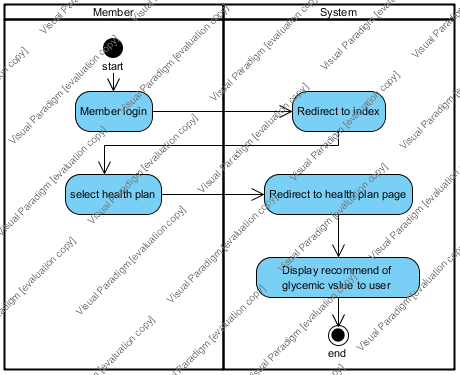 Member
System
start
Member login
Redirect to index
select health plan
Redirect to health plan page
Display recommend of
glycemic value to user
end
Visual Paradigm [evaluation copy]